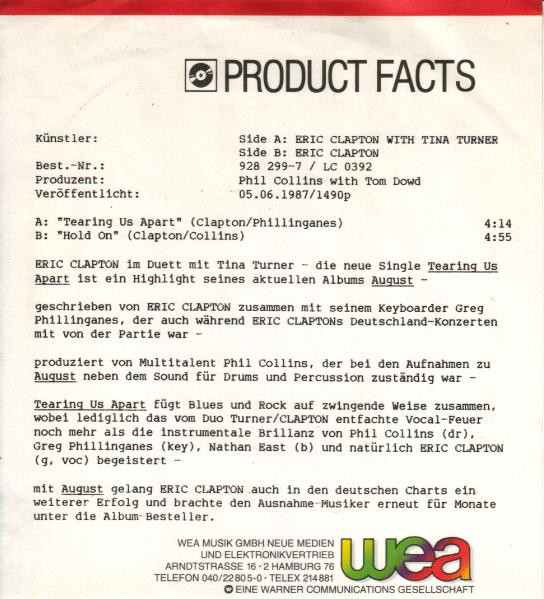 PRODUCT FACTS
Künstler: Side A: ERIC CLAPTON WITH TINA TURNER
Side B: ERIC CLAPTON
Best.-Nr.: 928 299-7 / LC 0392
Produzent: Phil Collins with Tom Dowd
Veröffentlicht: 05.06.1987/1490p
A: "Tearing Us Apart" (Clapton/Phillinganes) 4:14
B: "Hold On" (Clapton/Collins) 4:55
ERIC CLAPTON im Duett mit Tina Turner - die neue Single Tearing Us
Apart ist ein Highlight seines aktuellen Albums August -
geschrieben von ERIC CLAPTON zusammen mit seinem Keyboarder Greg
Phillinganes, der auch während ERIC CLAPTONs Deutschland-Konzerten
mit von der Partie war -
produziert von Multitalent Phil Collins, der bei den Aufnahmen zu
August neben dem Sound für Drums und Percussion zuständig war -
Tearing Us Apart fügt Blues und Rock auf zwingende Weise zusammen,
wobei lediglich das vom Duo Turner/CLAPTON entfachte Vocal-Feuer
noch mehr als die instrumentale Brillanz von Phil Collins (dr),
Greg Phillinganes (key), Nathan East (b) und natürlich ERIC CLAPTON
(g, voc) begeistert -
mit August gelang ERIC CLAPTON auch in den deutschen Charts ein
weiterer Erfolg und brachte den Ausnahme-Musiker erneut für Monate
unter die Album-Besteller.
WEA MUSIK GMBH NEUE MEDIEN
UND ELEKTRONIKVERTRIEB
ARNDTSTRASSE 16 · 2 HAMBURG 76
TELEFON 040/22 80 5-0 · TELEX 214 881
wea
EINE WARNER COMMUNICATIONS GESELLSCHAFT